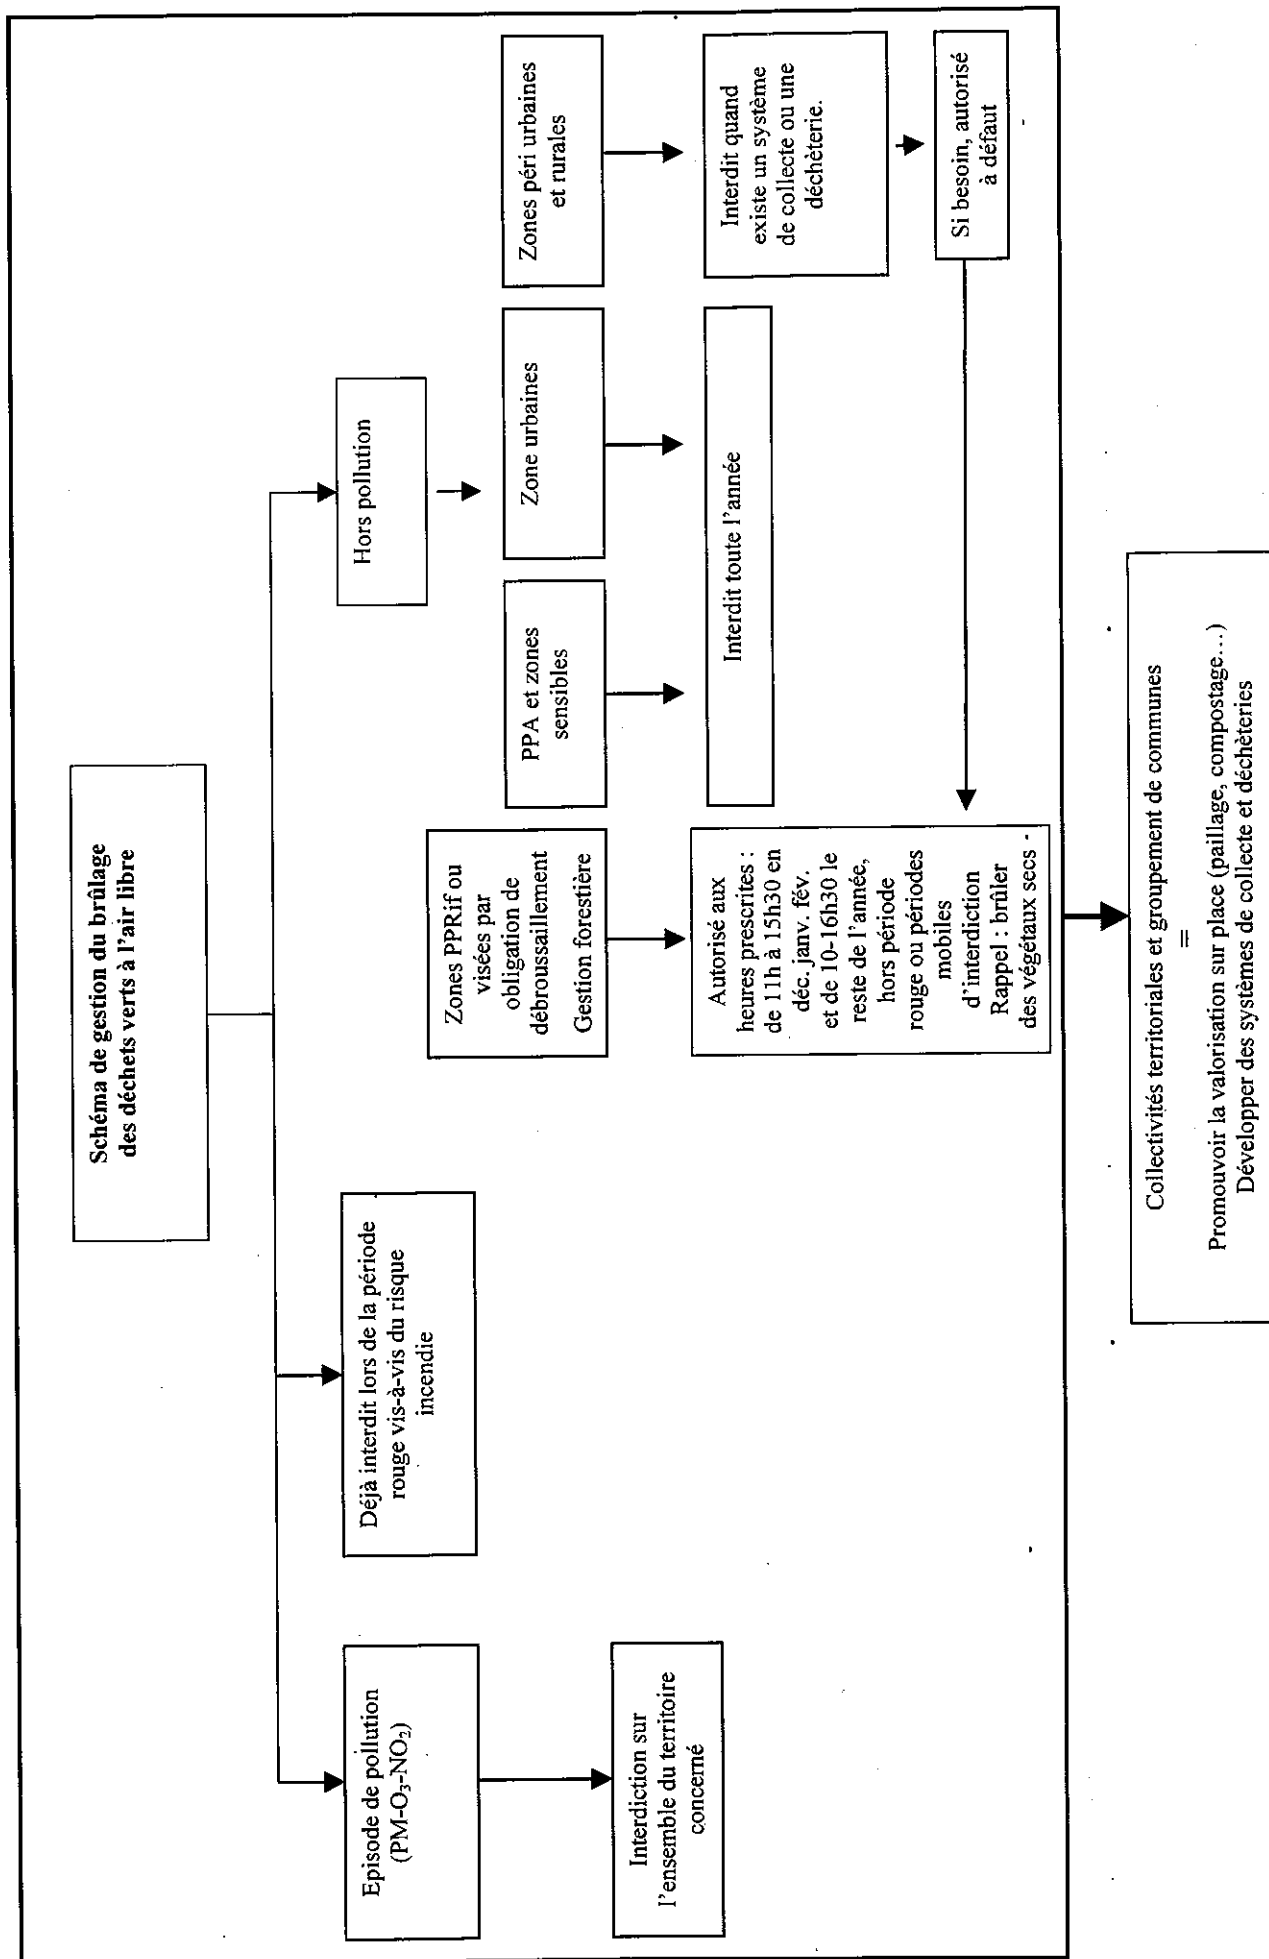 Schéma de gestion du brûlage
des déchets verts à l'air libre
Episode de pollution
(PM-O₃-NO₂)
Interdiction sur
l'ensemble du territoire
concerné
Déjà interdit lors de la période
rouge vis-à-vis du risque
incendie
Hors pollution
Zones PPRif ou
visées par
obligation de
débroussaillement
Gestion forestière
PPA et zones
sensibles
Zone urbaines
Zones péri urbaines
et rurales
Autorisé aux
heures prescrites :
de 11h à 15h30 en
déc. janv. fév.
et de 10-16h30 le
reste de l'année,
hors période
rouge ou périodes
mobiles
d'interdiction
Rappel : brûler
des végétaux secs -
Interdit toute l'année
Interdit quand
existe un système
de collecte ou une
déchèterie.
Si besoin, autorisé
à défaut
Collectivités territoriales et groupement de communes
=
Promouvoir la valorisation sur place (paillage, compostage…)
Développer des systèmes de collecte et déchèteries